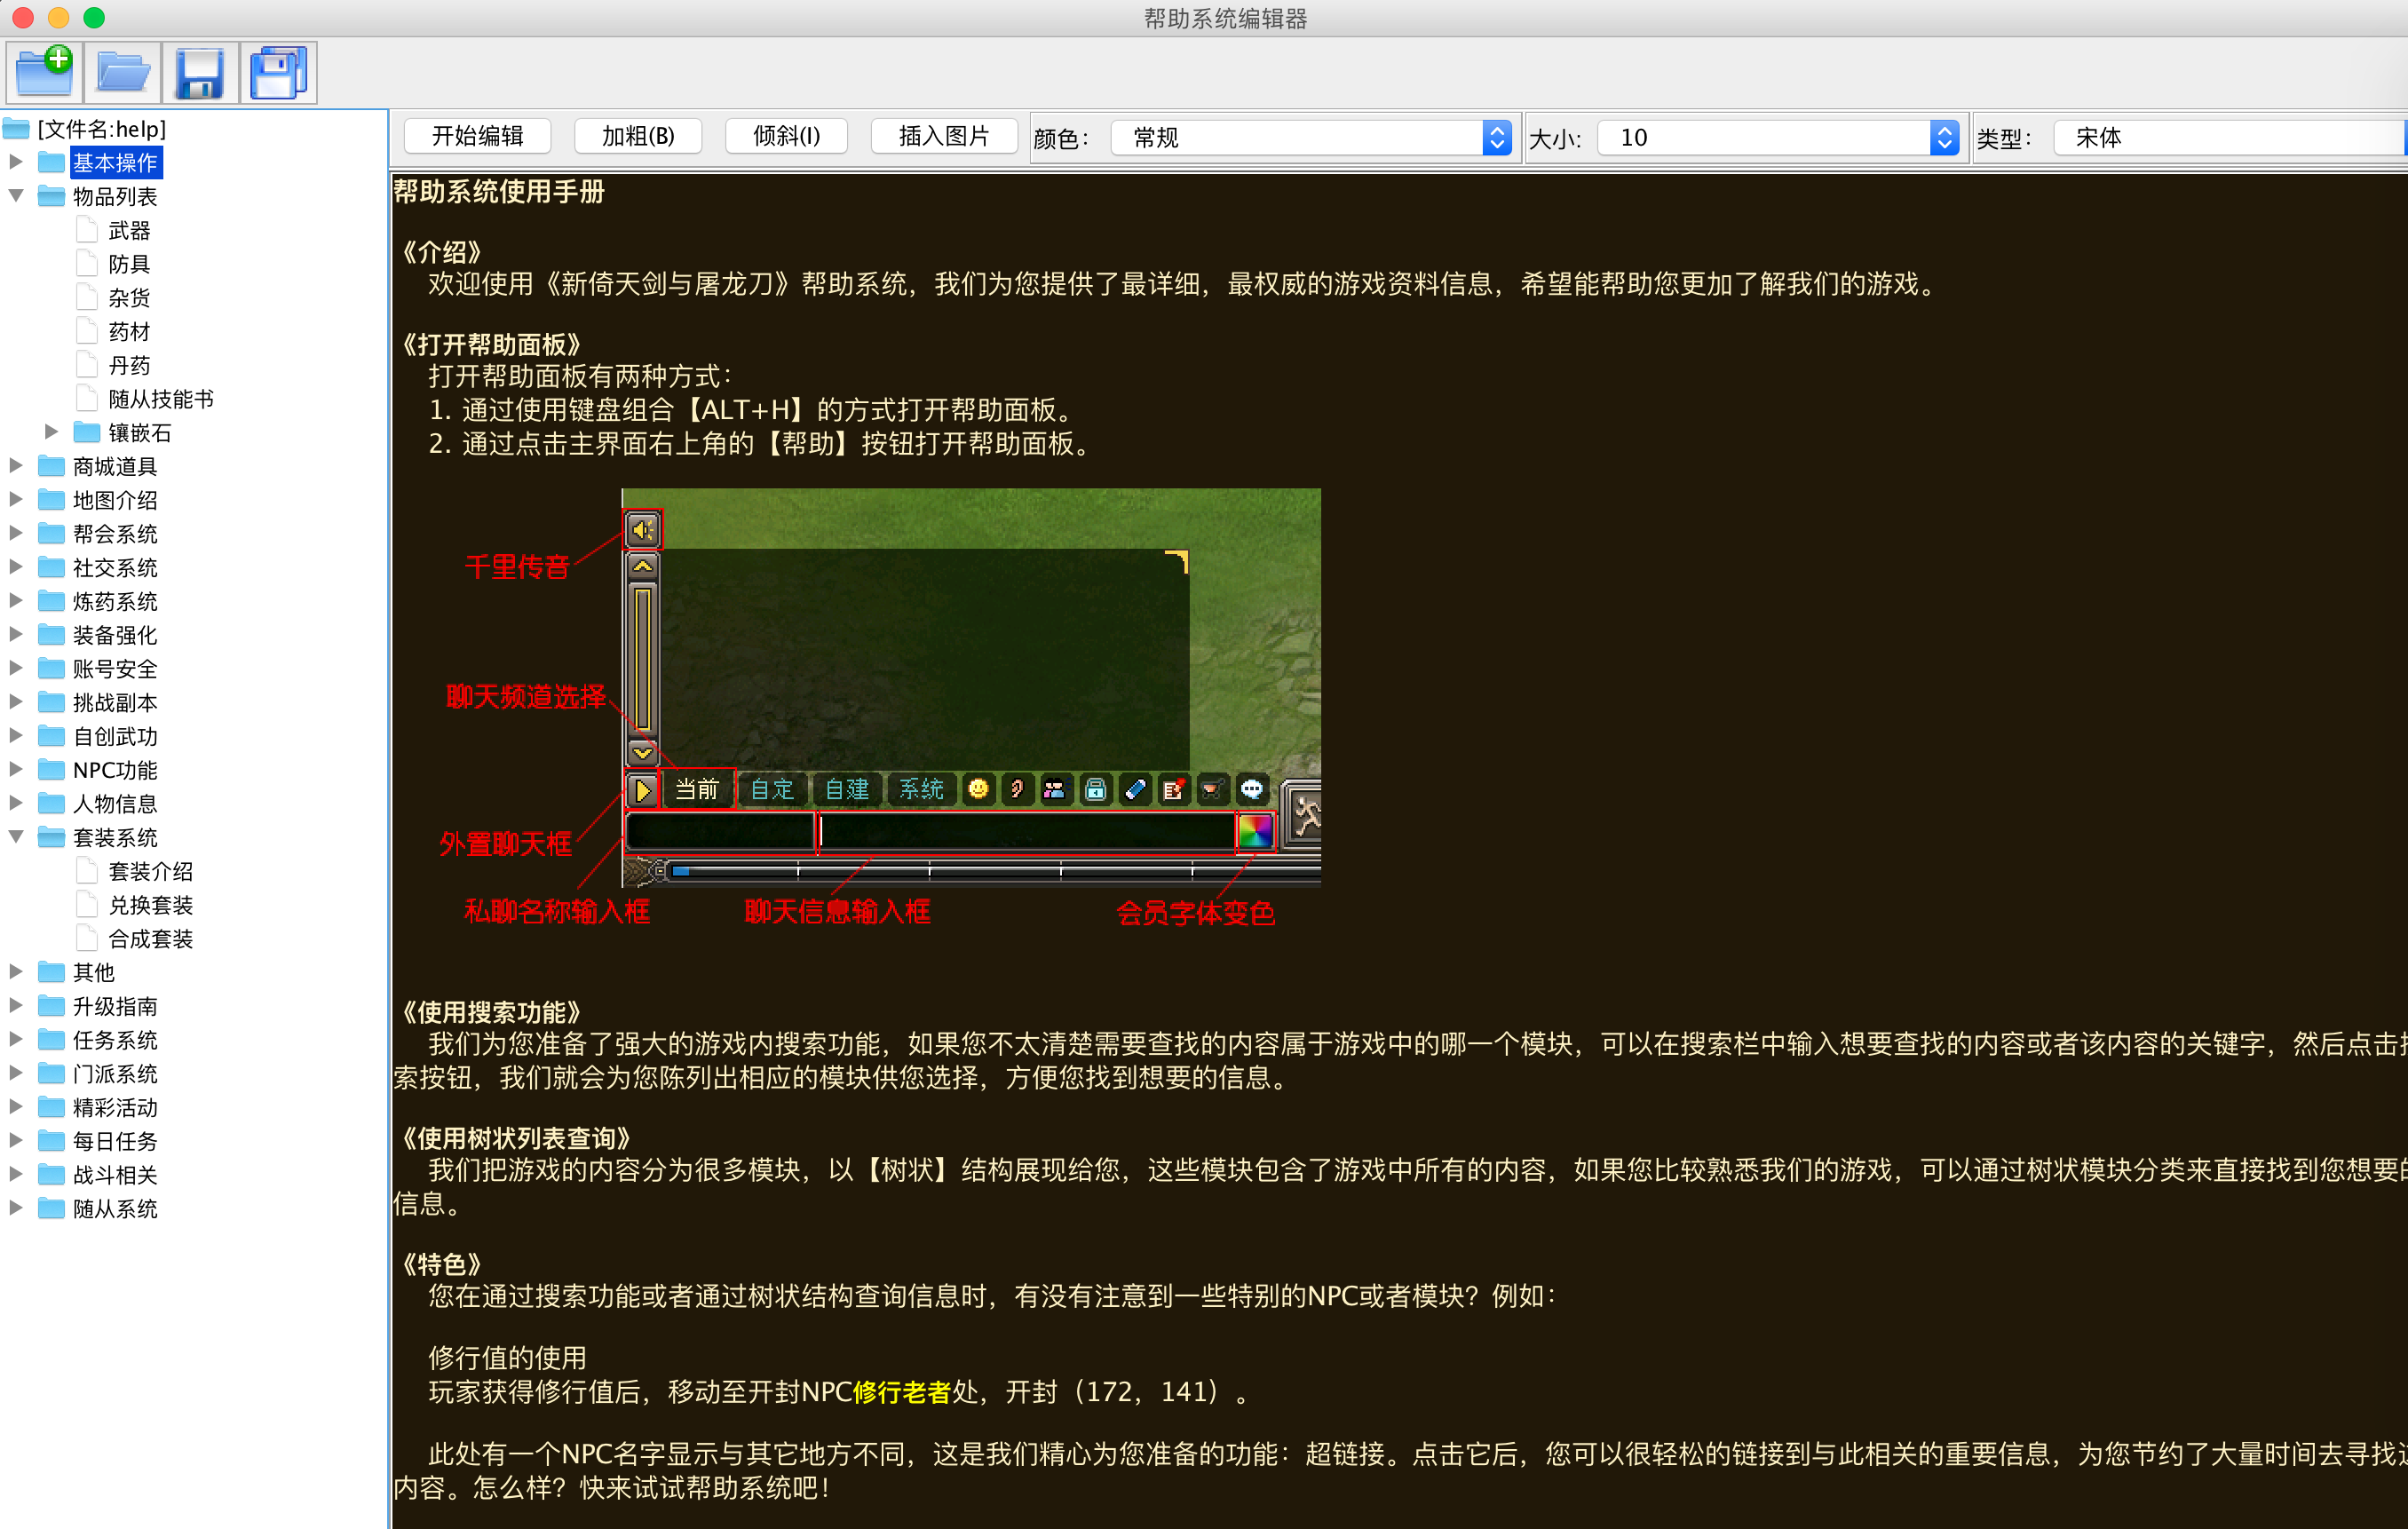 帮助系统编辑器
[文件名:help]
基本操作
物品列表
武器
防具
杂货
药材
丹药
随从技能书
镶嵌石
商城道具
地图介绍
帮会系统
社交系统
炼药系统
装备强化
账号安全
挑战副本
自创武功
NPC功能
人物信息
套装系统
套装介绍
兑换套装
合成套装
其他
升级指南
任务系统
门派系统
精彩活动
每日任务
战斗相关
随从系统
开始编辑 加粗(B) 倾斜(I) 插入图片 颜色： 常规 大小: 10 类型： 宋体
帮助系统使用手册
《介绍》
欢迎使用《新倚天剑与屠龙刀》帮助系统，我们为您提供了最详细，最权威的游戏资料信息，希望能帮助您更加了解我们的游戏。
《打开帮助面板》
打开帮助面板有两种方式：
1. 通过使用键盘组合【ALT+H】的方式打开帮助面板。
2. 通过点击主界面右上角的【帮助】按钮打开帮助面板。
千里传音
聊天频道选择
当前 自定 自建 系统
外置聊天框
私聊名称输入框 聊天信息输入框 会员字体变色
《使用搜索功能》
我们为您准备了强大的游戏内搜索功能，如果您不太清楚需要查找的内容属于游戏中的哪一个模块，可以在搜索栏中输入想要查找的内容或者该内容的关键字，然后点击
索按钮，我们就会为您陈列出相应的模块供您选择，方便您找到想要的信息。
《使用树状列表查询》
我们把游戏的内容分为很多模块，以【树状】结构展现给您，这些模块包含了游戏中所有的内容，如果您比较熟悉我们的游戏，可以通过树状模块分类来直接找到您想要的
信息。
《特色》
您在通过搜索功能或者通过树状结构查询信息时，有没有注意到一些特别的NPC或者模块？例如：
修行值的使用
玩家获得修行值后，移动至开封NPC修行老者处，开封（172，141）。
此处有一个NPC名字显示与其它地方不同，这是我们精心为您准备的功能：超链接。点击它后，您可以很轻松的链接到与此相关的重要信息，为您节约了大量时间去寻找
内容。怎么样？快来试试帮助系统吧！